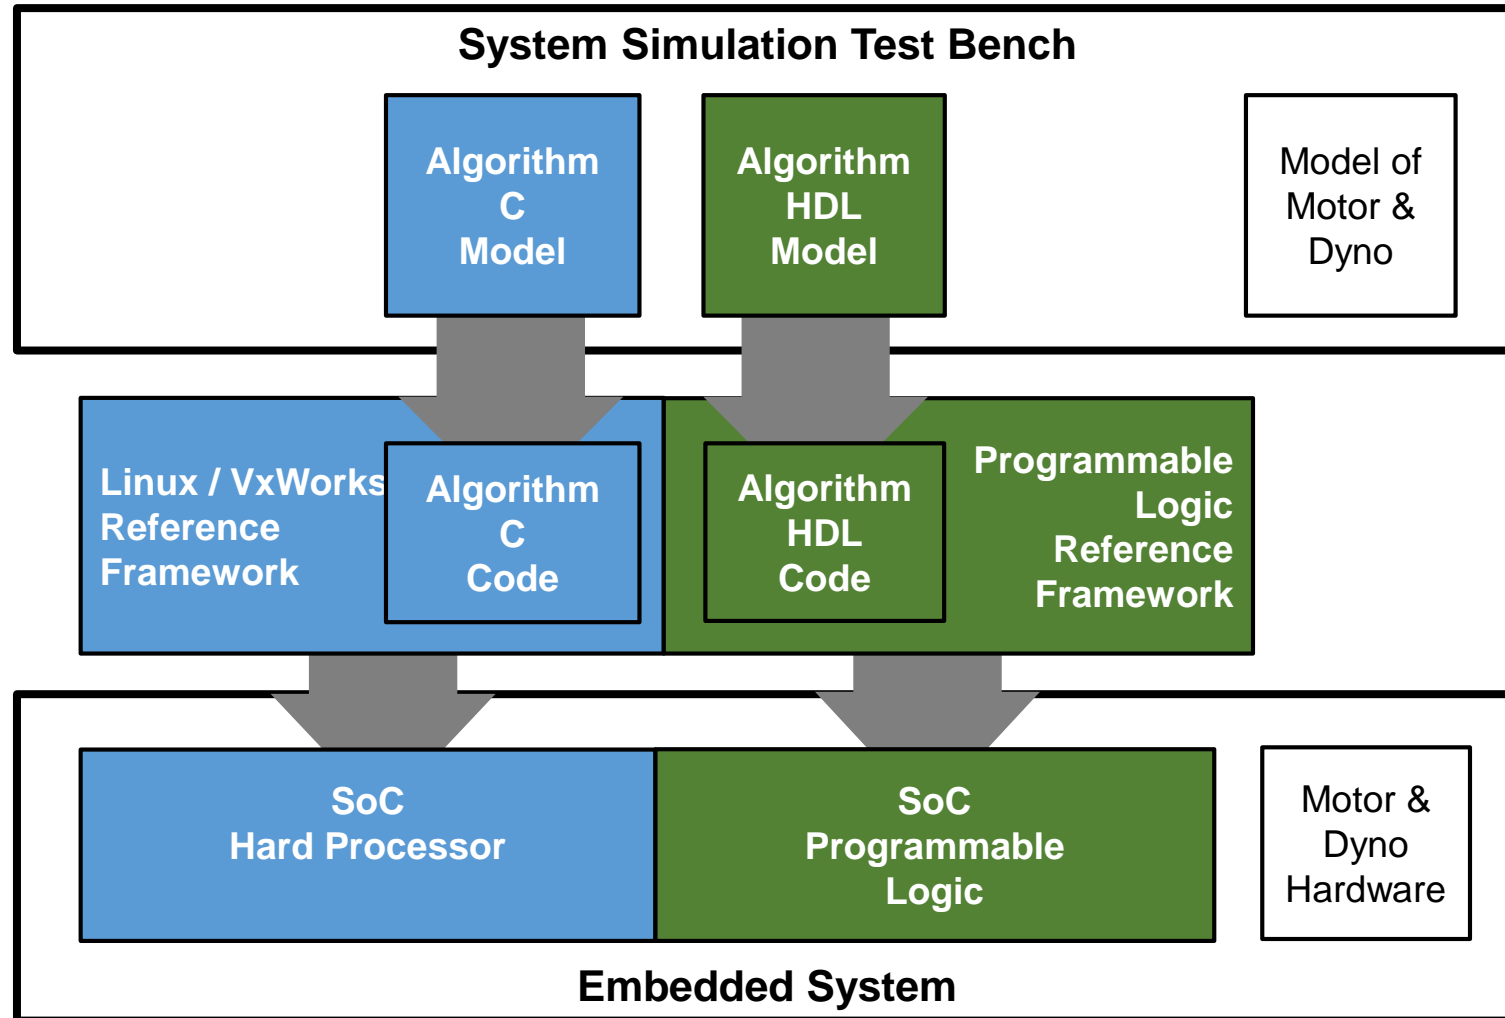 System Simulation Test Bench
Algorithm
C
Model
Algorithm
HDL
Model
Model of
Motor &
Dyno
Linux / VxWorks
Reference
Framework
Algorithm
C
Code
Algorithm
HDL
Code
Programmable
Logic
Reference
Framework
SoC
Hard Processor
SoC
Programmable
Logic
Motor &
Dyno
Hardware
Embedded System